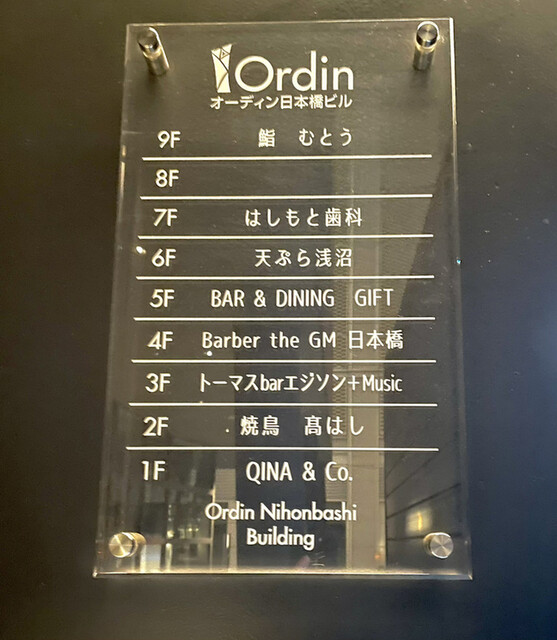 Ordin
オーディン日本橋ビル
9F 鮨 むとう
8F
7F はしもと歯科
6F 天ぷら浅沼
5F BAR & DINING GIFT
4F Barber the GM 日本橋
3F トーマスbarエジソン+Music
2F 焼鳥 髙はし
1F QINA & Co.
Ordin Nihonbashi
Building